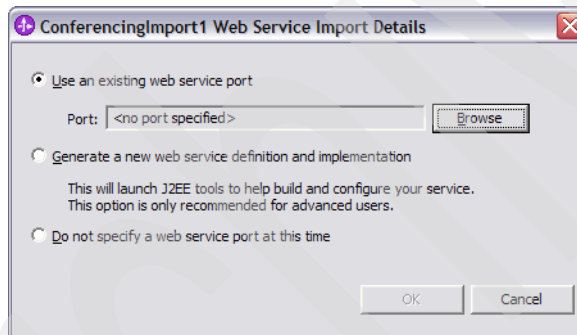 ConferencingImport1 Web Service Import Details
Use an existing web service port
Port: <no port specified> Browse
Generate a new web service definition and implementation
This will launch J2EE tools to help build and configure your service.
This option is only recommended for advanced users.
Do not specify a web service port at this time
OK Cancel